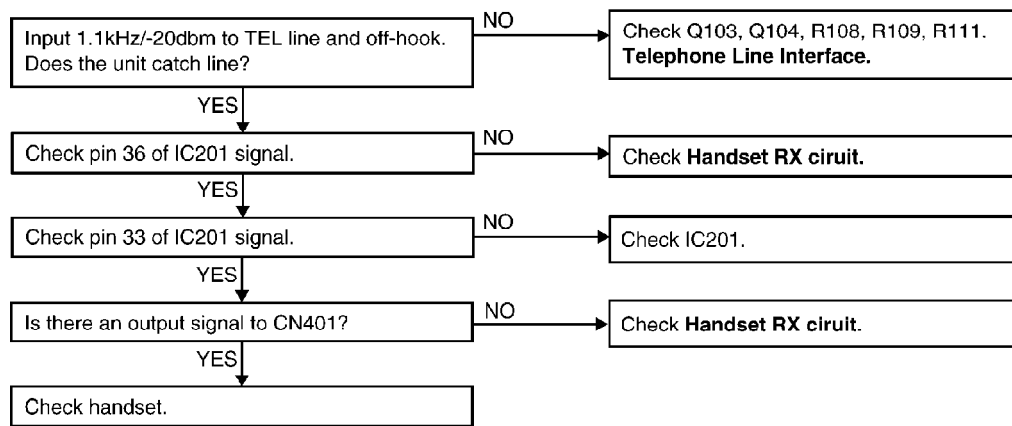 Input 1.1kHz/-20dbm to TEL line and off-hook.
Does the unit catch line?
NO
Check Q103, Q104, R108, R109, R111.
Telephone Line Interface.
YES
Check pin 36 of IC201 signal.
NO
Check Handset RX ciruit.
YES
Check pin 33 of IC201 signal.
NO
Check IC201.
YES
Is there an output signal to CN401?
NO
Check Handset RX ciruit.
YES
Check handset.